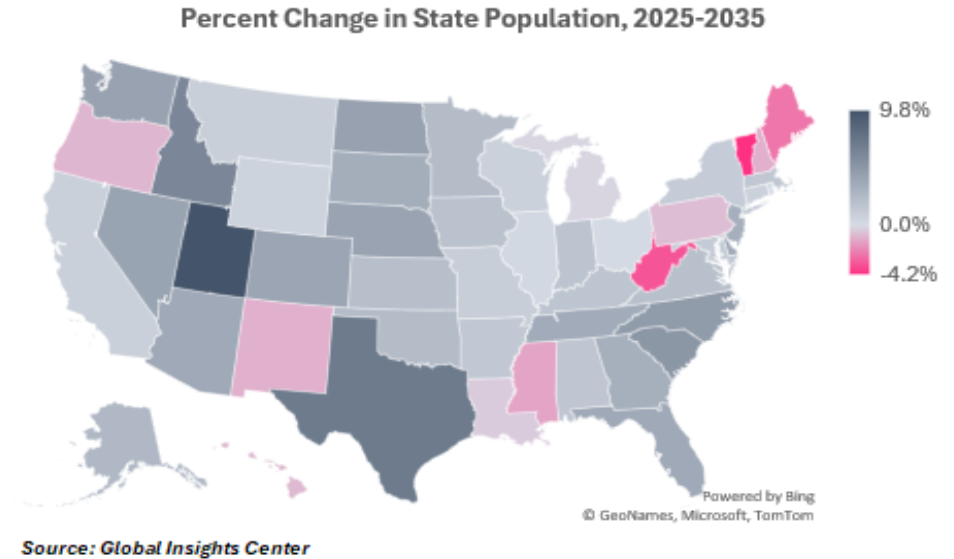 Percent Change in State Population, 2025-2035
9.8%
0.0%
-4.2%
Powered by Bing
© GeoNames, Microsoft, TomTom
Source: Global Insights Center